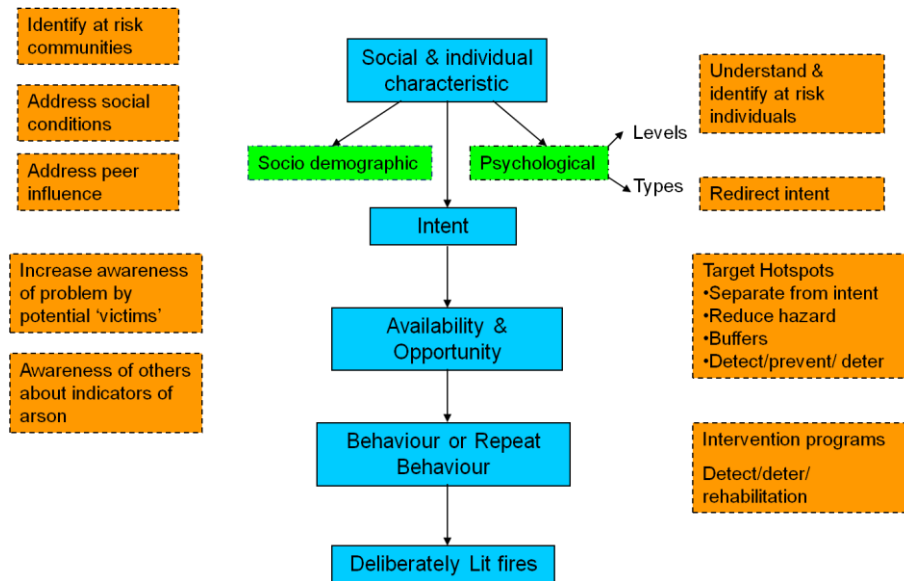 Identify at risk
communities
Address social
conditions
Address peer
influence
Increase awareness
of problem by
potential ‘victims’
Awareness of others
about indicators of
arson
Social & individual
characteristic
Socio demographic
Psychological
Levels
Types
Intent
Availability &
Opportunity
Behaviour or Repeat
Behaviour
Deliberately Lit fires
Understand &
identify at risk
individuals
Redirect intent
Target Hotspots
•Separate from intent
•Reduce hazard
•Buffers
•Detect/prevent/ deter
Intervention programs
Detect/deter/
rehabilitation